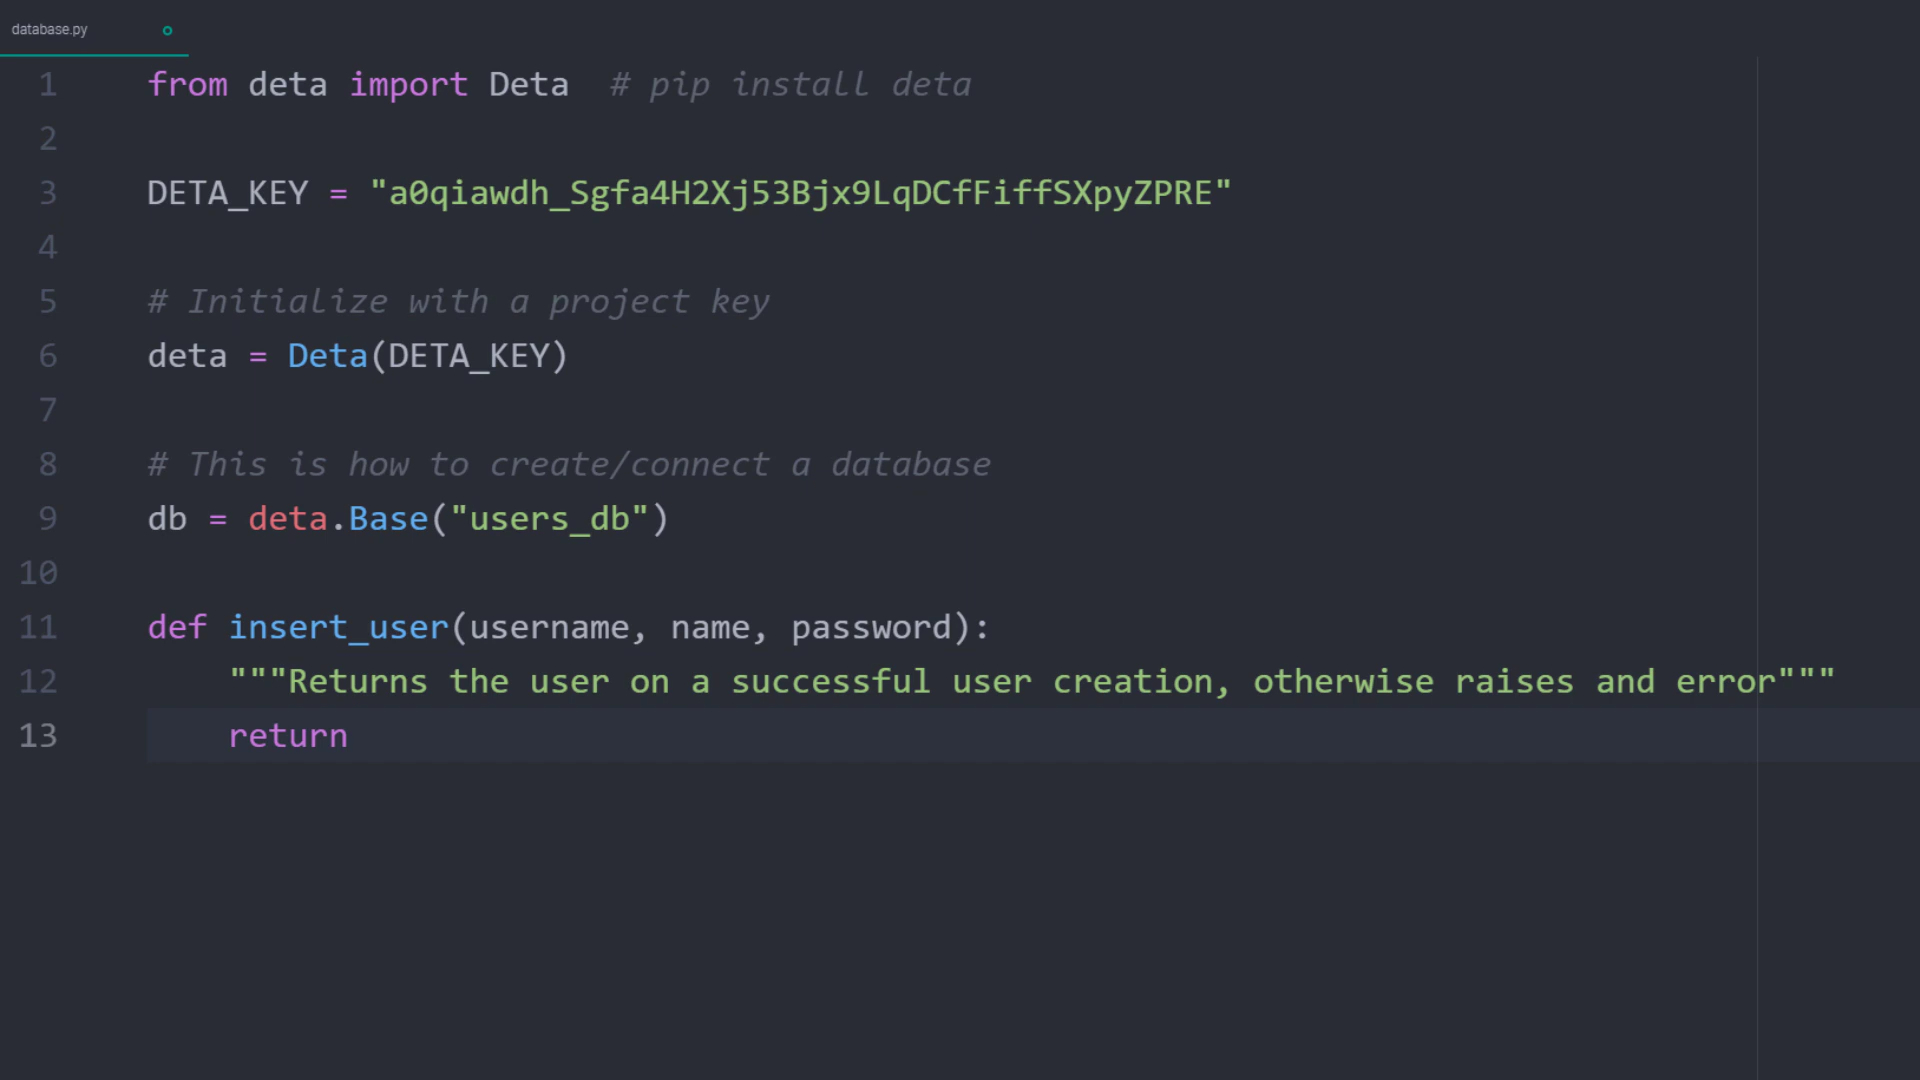 database.py
1 from deta import Deta  # pip install deta
2
3 DETA_KEY = "a0qiawdh_Sgfa4H2Xj53Bjx9LqDCfFiffSXpyZPRE"
4
5 # Initialize with a project key
6 deta = Deta(DETA_KEY)
7
8 # This is how to create/connect a database
9 db = deta.Base("users_db")
10
11 def insert_user(username, name, password):
12     """Returns the user on a successful user creation, otherwise raises and error"""
13     return